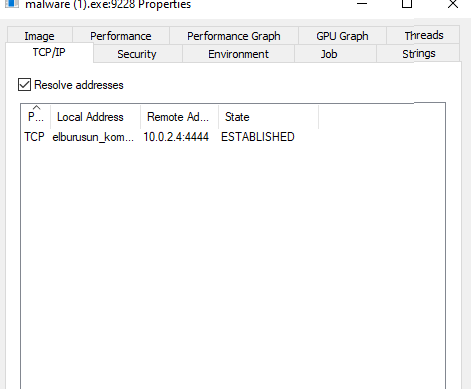 malware (1).exe:9228 Properties
Image Performance Performance Graph GPU Graph Threads
TCP/IP Security Environment Job Strings
Resolve addresses
P... Local Address Remote Ad... State
TCP elburusun_kom... 10.0.2.4:4444 ESTABLISHED